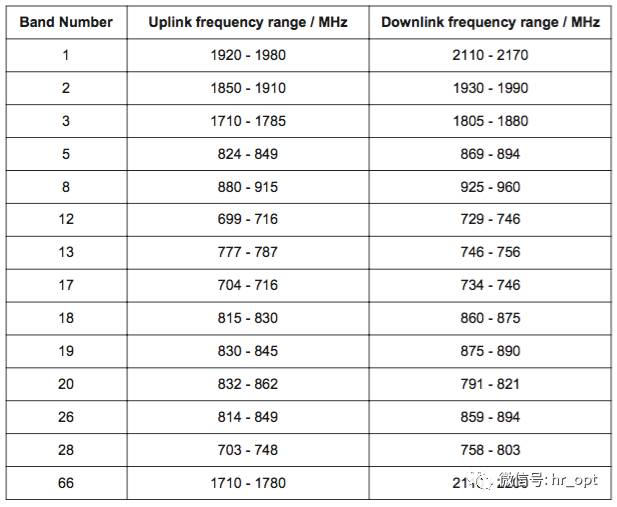 Band Number Uplink frequency range / MHz Downlink frequency range / MHz
1 1920 - 1980 2110 - 2170
2 1850 - 1910 1930 - 1990
3 1710 - 1785 1805 - 1880
5 824 - 849 869 - 894
8 880 - 915 925 - 960
12 699 - 716 729 - 746
13 777 - 787 746 - 756
17 704 - 716 734 - 746
18 815 - 830 860 - 875
19 830 - 845 875 - 890
20 832 - 862 791 - 821
26 814 - 849 859 - 894
28 703 - 748 758 - 803
66 1710 - 1780
微信号: hr_opt